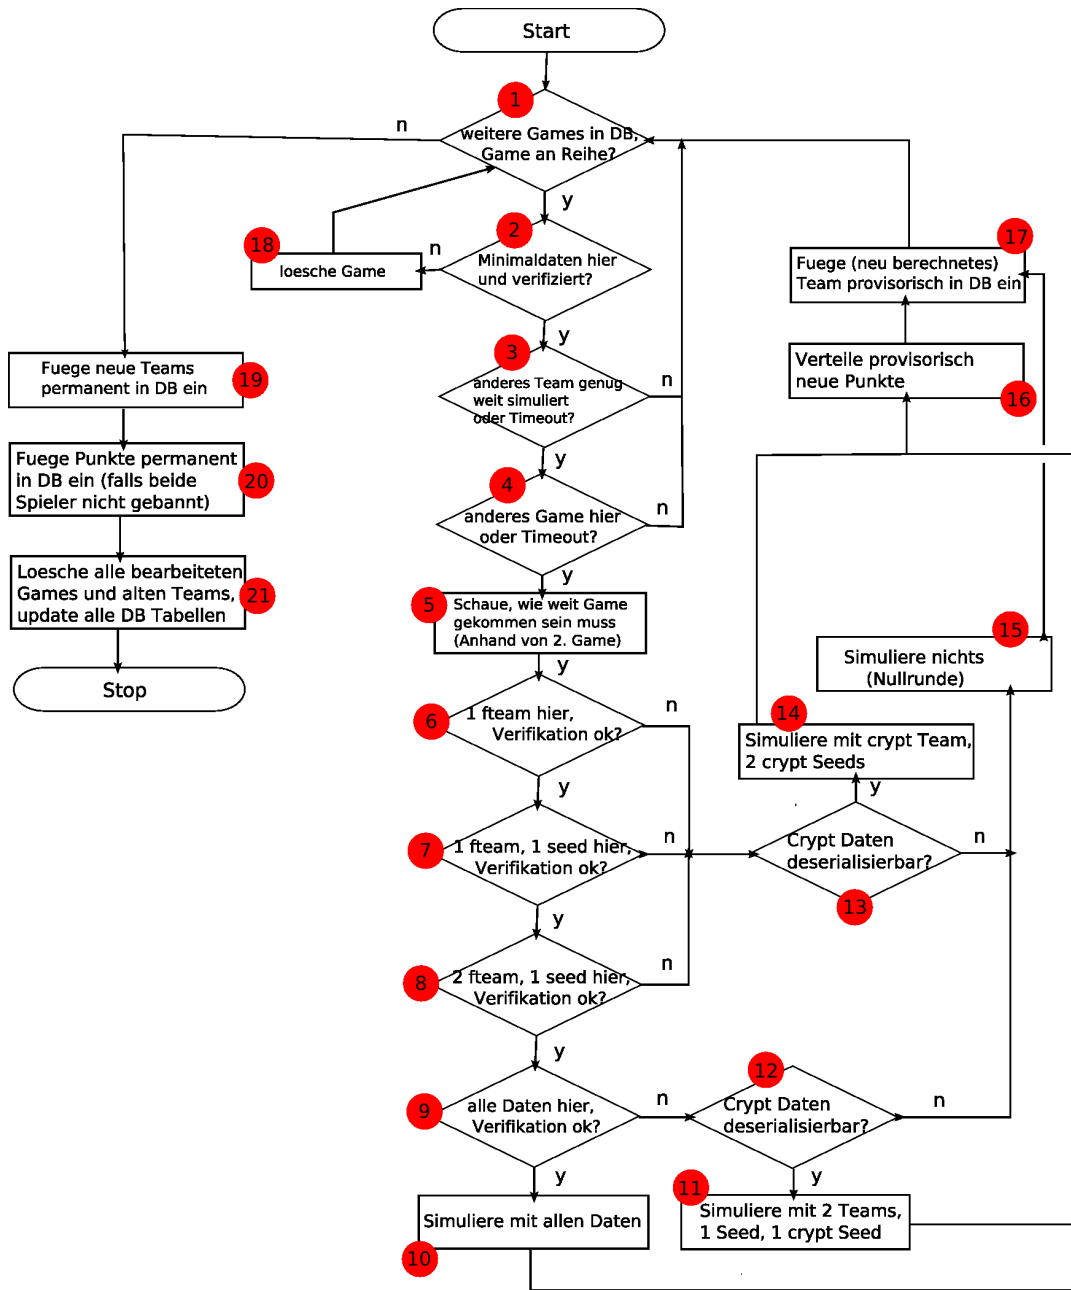 Start
1
n
weitere Games in DB,
Game an Reihe?
y
18
n
2
17
loesche Game
Minimaldaten hier
und verifiziert?
Fuege (neu berechnetes)
Team provisorisch in DB ein
y
3
Fuege neue Teams
permanent in DB ein
19
anderes Team genug
weit simuliert
oder Timeout?
n
Verteile provisorisch
neue Punkte
16
y
Fuege Punkte permanent
in DB ein (falls beide
Spieler nicht gebannt)
20
4
n
anderes Game hier
oder Timeout?
y
Loesche alle bearbeiteten
Games und alten Teams,
update alle DB Tabellen
21
5
Schaue, wie weit Game
gekommen sein muss
(Anhand von 2. Game)
15
Simuliere nichts
(Nullrunde)
Stop
y
6
1 fteam hier,
Verifikation ok?
n
14
Simuliere mit crypt Team,
2 crypt Seeds
y
y
7
1 fteam, 1 seed hier,
Verifikation ok?
n
Crypt Daten
deserialisierbar?
n
13
y
8
2 fteam, 1 seed hier,
Verifikation ok?
n
y
12
9
alle Daten hier,
Verifikation ok?
n
Crypt Daten
deserialisierbar?
n
y
y
11
Simuliere mit allen Daten
Simuliere mit 2 Teams,
1 Seed, 1 crypt Seed
10